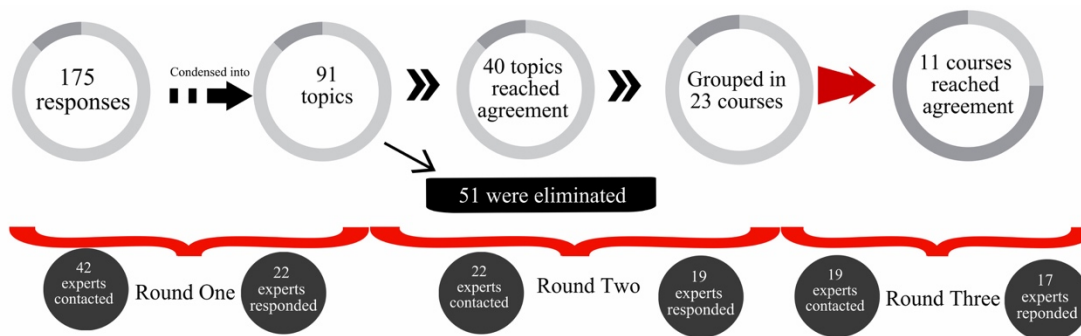 175
responses
Condensed into
91
topics
40 topics
reached
agreement
Grouped in
23 courses
11 courses
reached
agreement
51 were eliminated
42
experts
contacted
Round One
22
experts
responded
22
experts
contacted
Round Two
19
experts
responded
19
experts
contacted
Round Three
17
experts
reponded